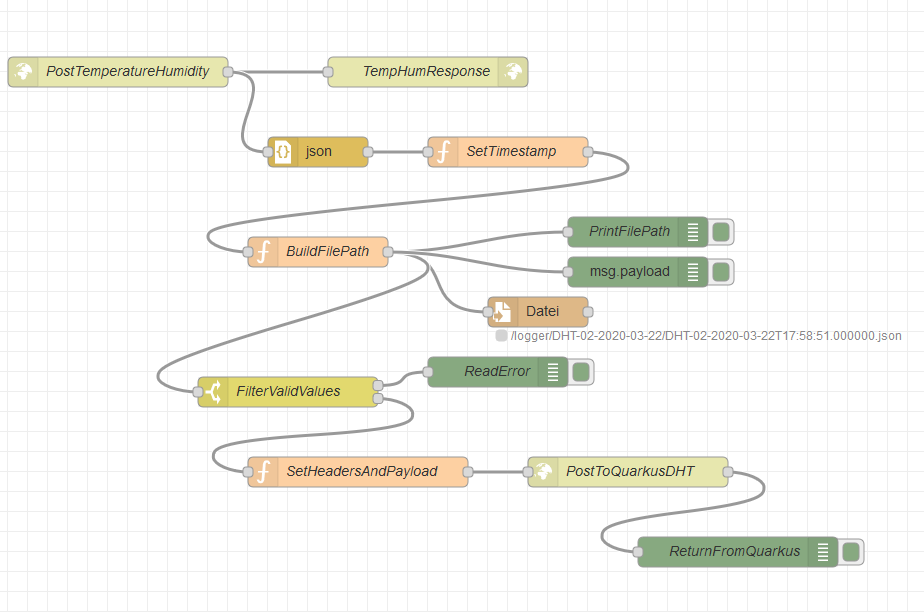 PostTemperatureHumidity
TempHumResponse
json
SetTimestamp
BuildFilePath
PrintFilePath
msg.payload
Datei
/logger/DHT-02-2020-03-22/DHT-02-2020-03-22T17:58:51.000000.json
ReadError
FilterValidValues
SetHeadersAndPayload
PostToQuarkusDHT
ReturnFromQuarkus